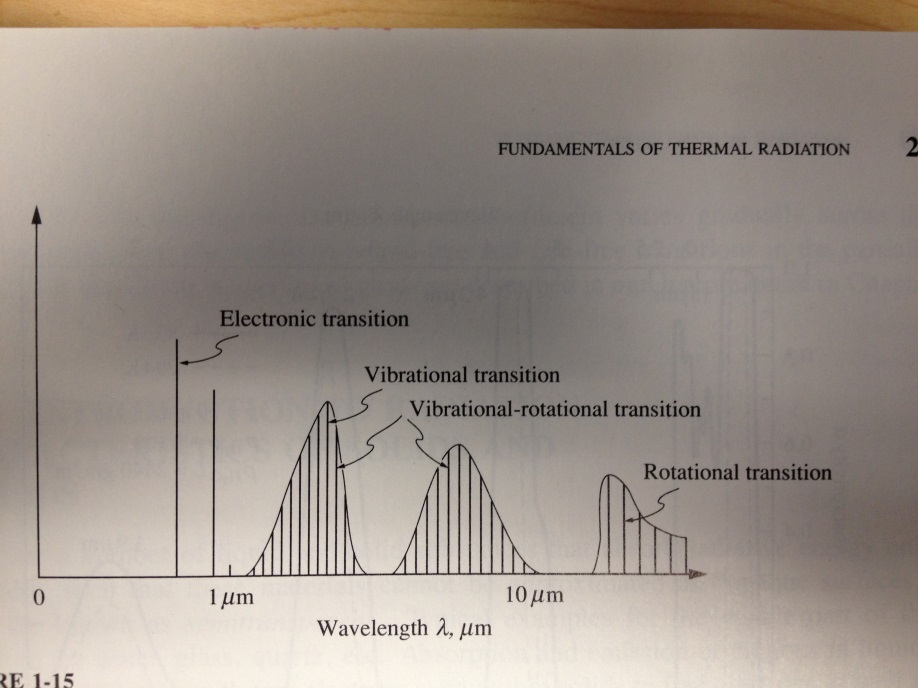 FUNDAMENTALS OF THERMAL RADIATION 2
Electronic transition
Vibrational transition
Vibrational-rotational transition
Rotational transition
0 1 μm 10 μm
Wavelength λ, μm
RE 1-15